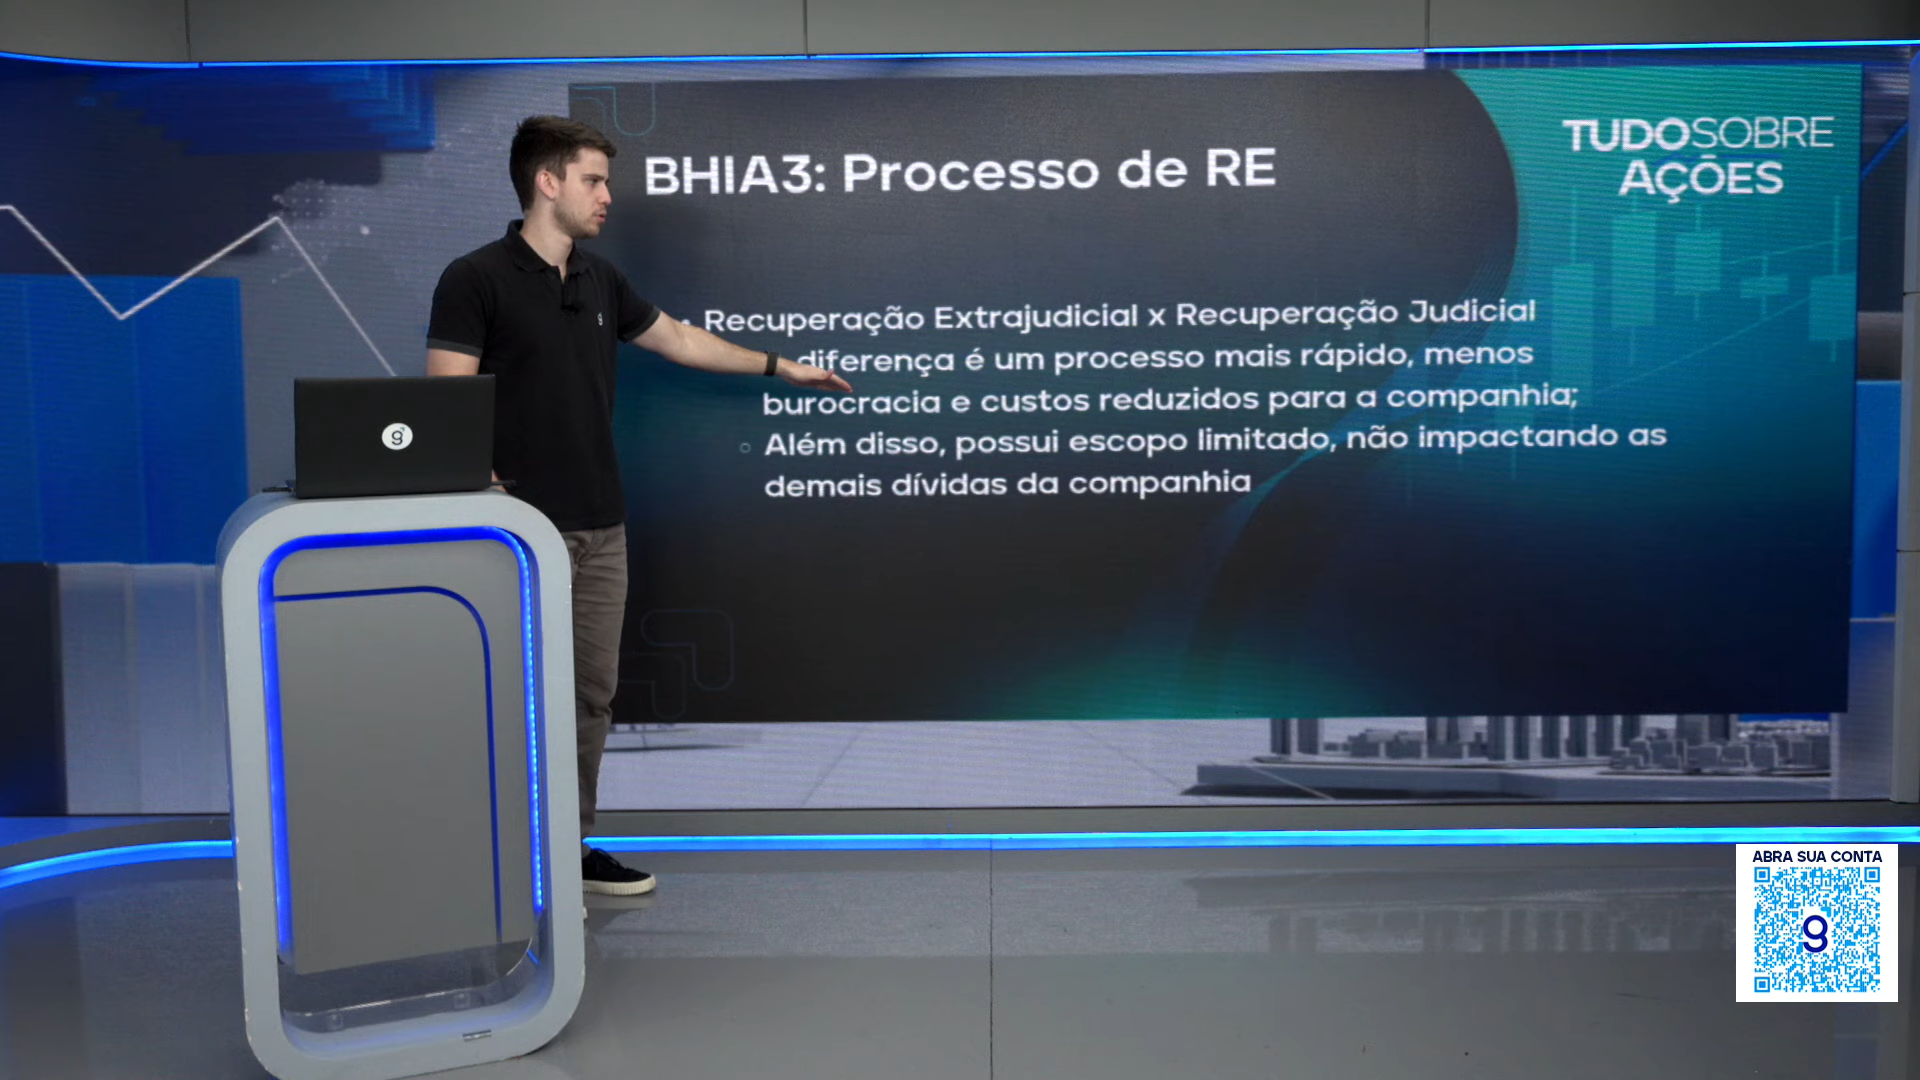 TUDOSOBRE
AÇÕES
BHIA3: Processo de RE
• Recuperação Extrajudicial x Recuperação Judicial
diferença é um processo mais rápido, menos
burocracia e custos reduzidos para a companhia;
○ Além disso, possui escopo limitado, não impactando as
demais dívidas da companhia
g
g
ABRA SUA CONTA
g